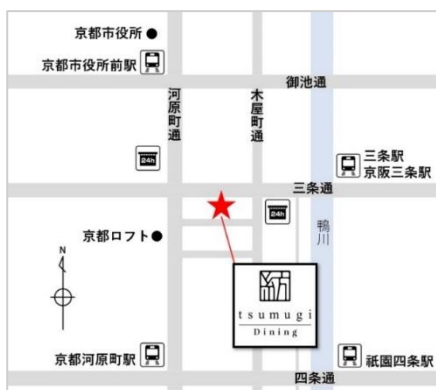 京都市役所
京都市役所前駅
御池通
河原町通
木屋町通
24h
三条駅
京阪三条駅
三条通
24h
京都ロフト
鴨川
N
紡
tsumugi
Dining
京都河原町駅
祇園四条駅
四条通